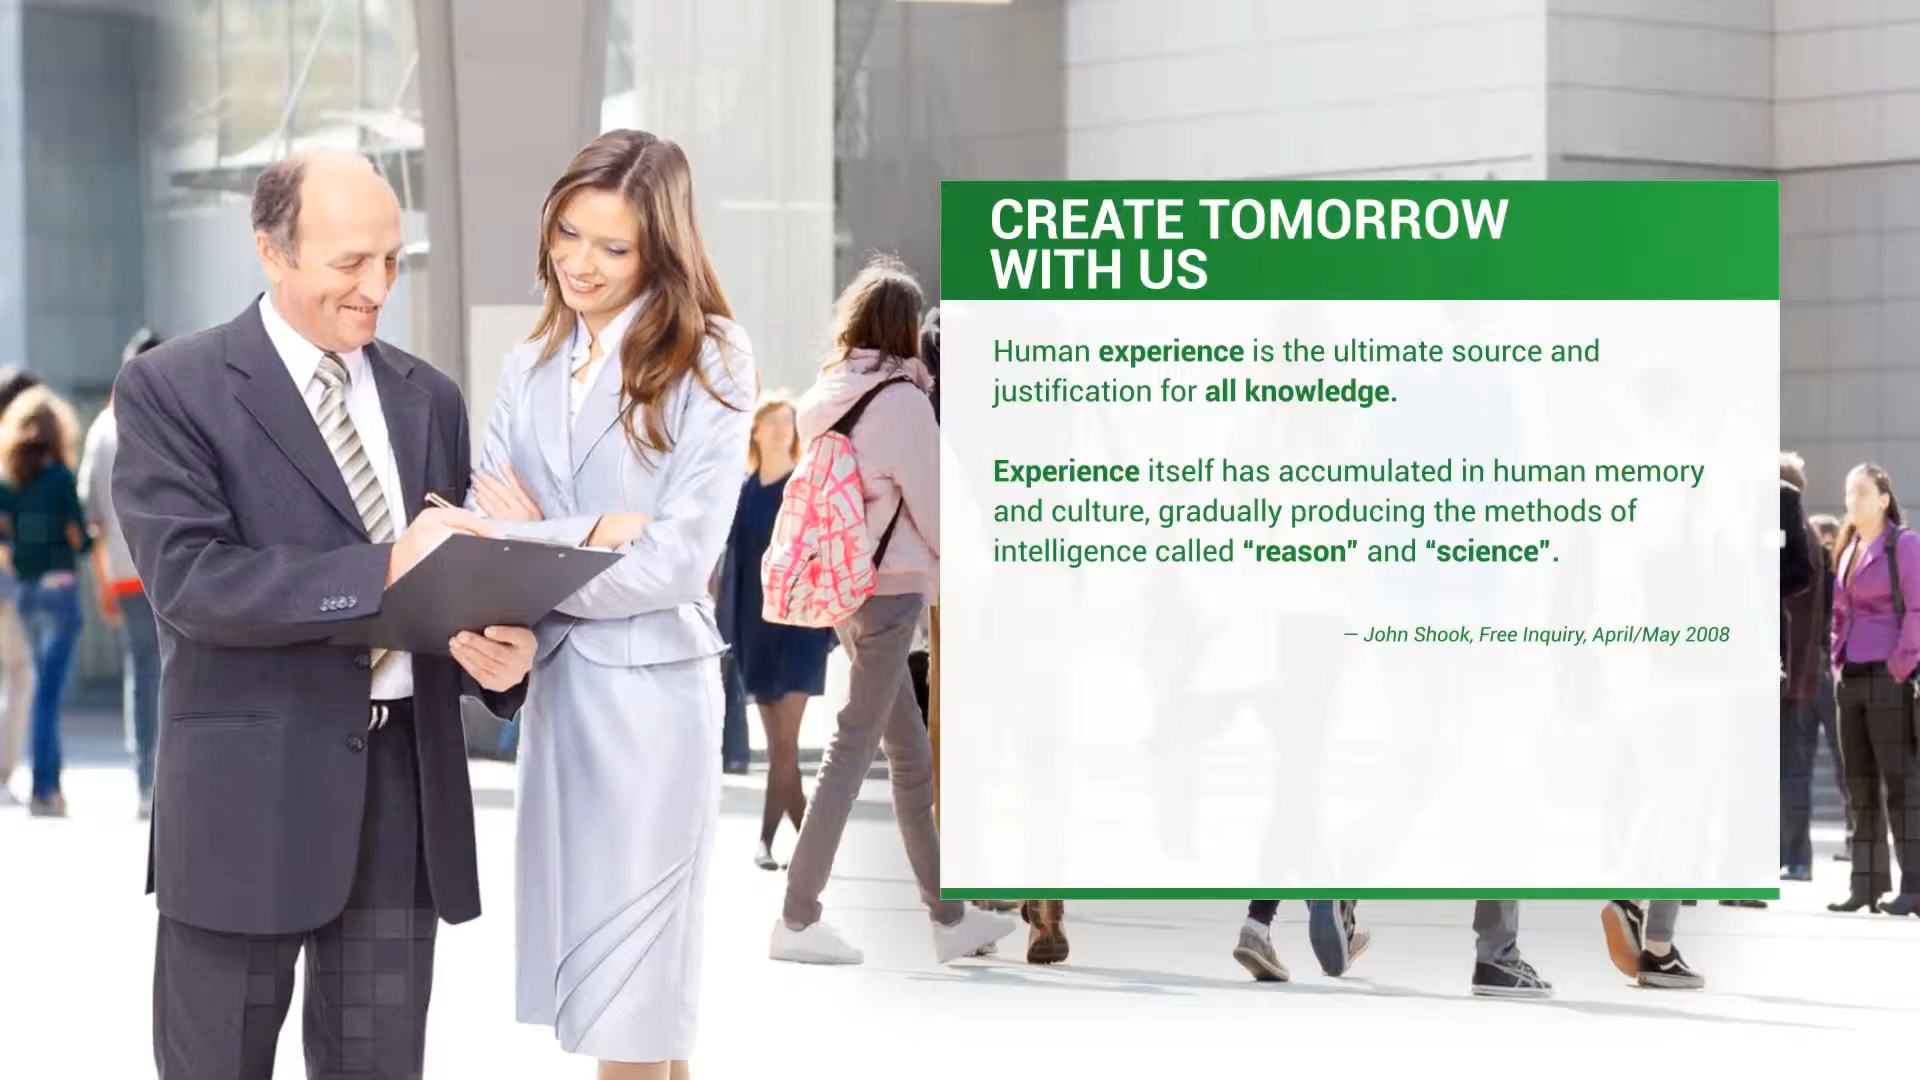 CREATE TOMORROW
WITH US
Human experience is the ultimate source and
justification for all knowledge.
Experience itself has accumulated in human memory
and culture, gradually producing the methods of
intelligence called “reason” and “science”.
— John Shook, Free Inquiry, April/May 2008